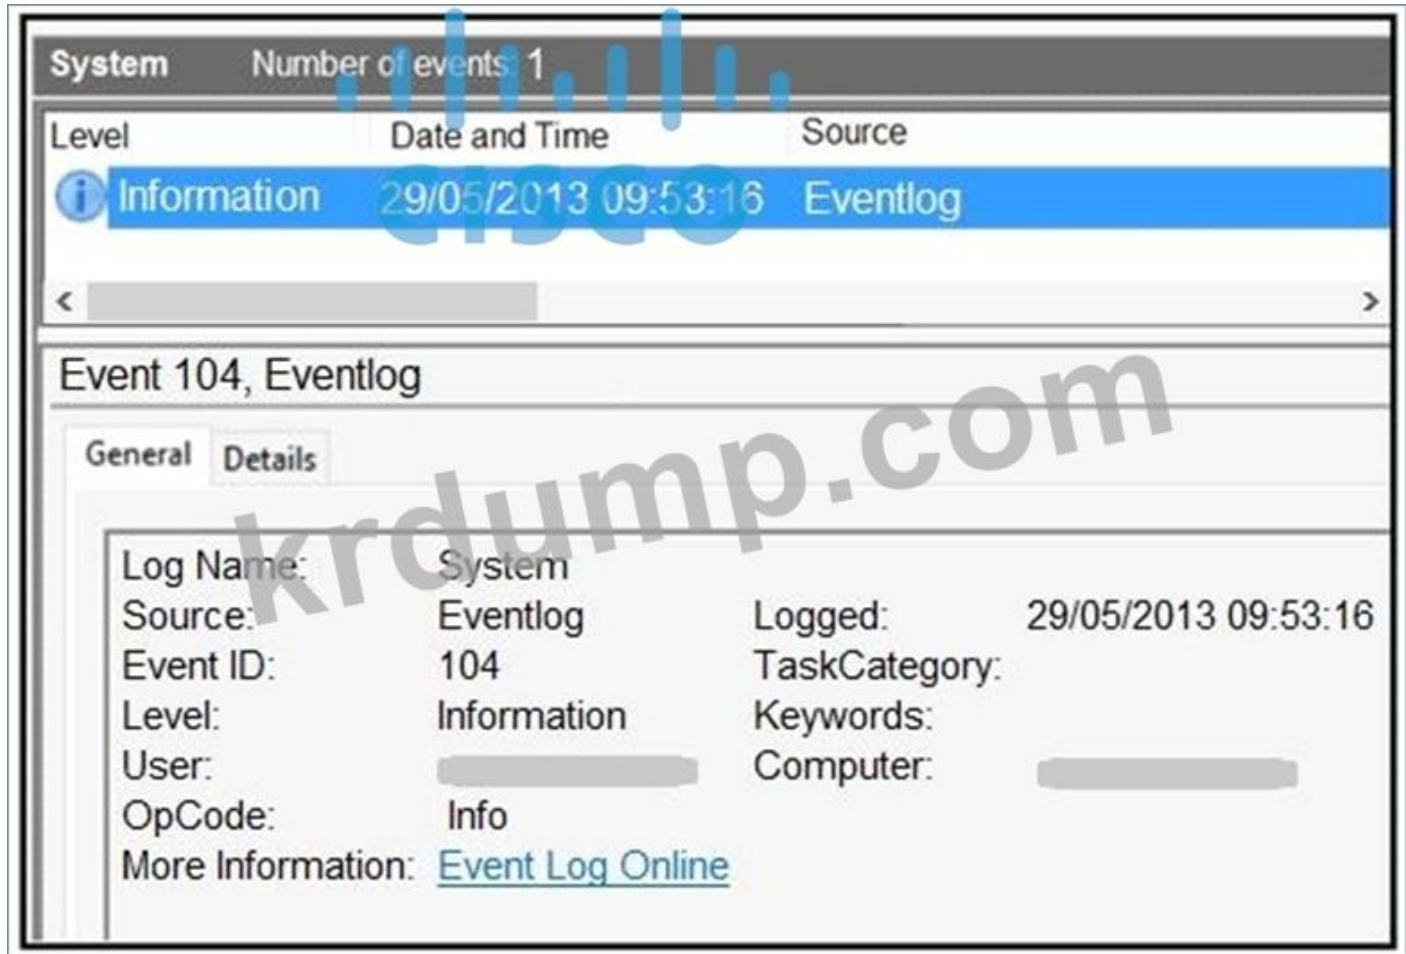 System Number of events: 1
Level Date and Time Source
Information 29/05/2013 09:53:16 Eventlog
cisco
Event 104, Eventlog
General Details
krdump.com
Log Name: System
Source: Eventlog Logged: 29/05/2013 09:53:16
Event ID: 104 TaskCategory:
Level: Information Keywords:
User: Computer:
OpCode: Info
More Information: Event Log Online